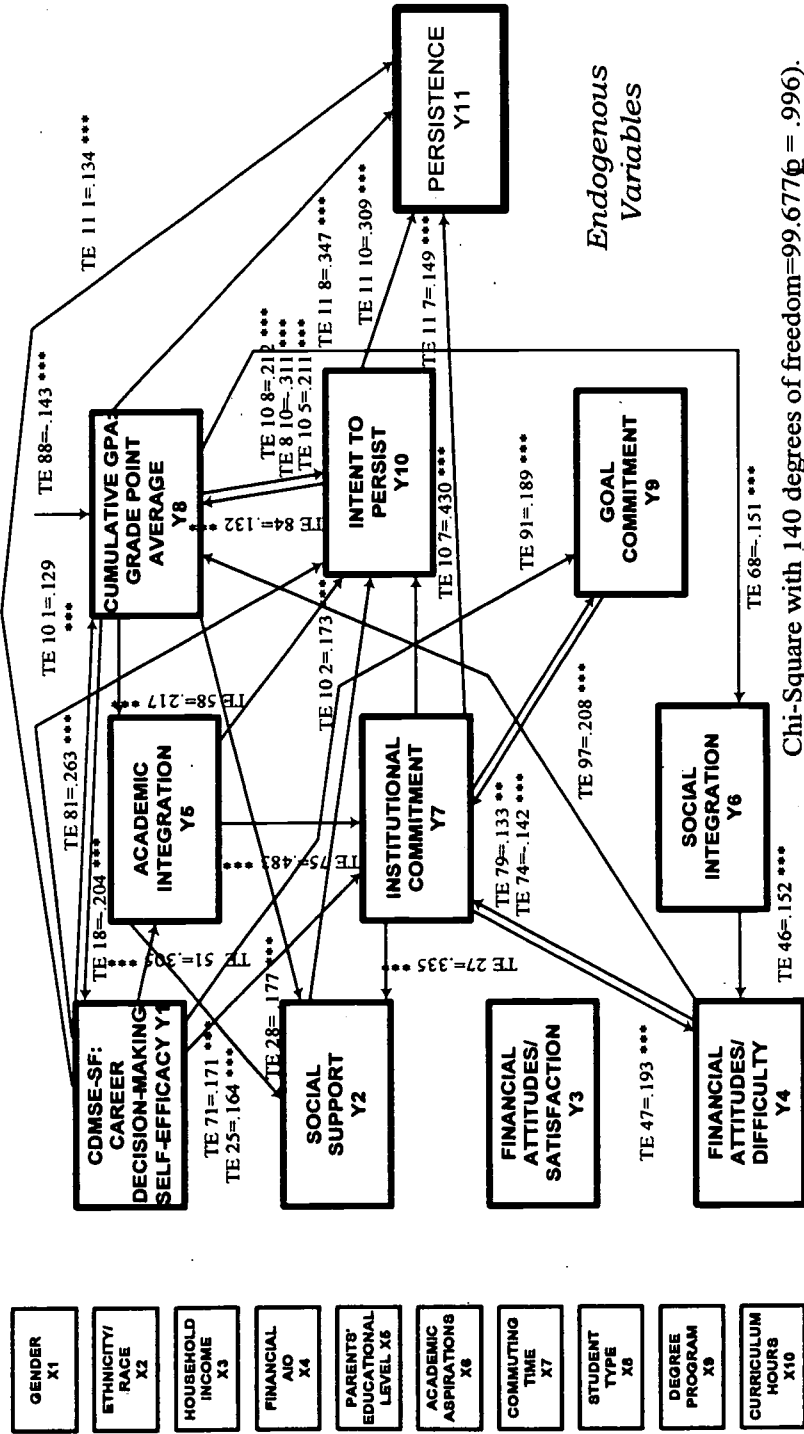 GENDER
X1
ETHNICITY/
RACE
X2
HOUSEHOLD
INCOME
X3
FINANCIAL
AIO
X4
PARENTS'
EDUCATIONAL
LEVEL X5
ACADEMIC
ASPIRATIONS
X6
COMMUTING
TIME
X7
STUDENT
TYPE
X8
DEGREE
PROGRAM
X9
CURRICULUM
HOURS
X10
CDMSE-SF:
CAREER
DECISION-MAKING
SELF-EFFICACY Y1
SOCIAL
SUPPORT
Y2
FINANCIAL
ATTITUDES/
SATISFACTION
Y3
FINANCIAL
ATTITUDES/
DIFFICULTY
Y4
ACADEMIC
INTEGRATION
Y5
INSTITUTIONAL
COMMITMENT
Y7
SOCIAL
INTEGRATION
Y6
CUMULATIVE GPA:
GRADE POINT
AVERAGE
Y8
INTENT TO
PERSIST
Y10
GOAL
COMMITMENT
Y9
PERSISTENCE
Y11
Endogenous
Variables
TE 11 1=.134 ***
TE 88=-.143 ***
TE 10 1=.129
***
TE 81=.263 ***
TE 18=.204 ***
TE 51=.305 ***
TE 71=.171 ***
TE 25=.164 ***
TE 28= .177 ***
TE 58=.217 ***
TE 75=.483 ***
TE 27=.335 ***
TE 84=.132 ***
TE 10 8=.212 ***
TE 8 10=.311 ***
TE 10 5=.211 ***
TE 11 8=.347 ***
TE 11 10=.309 ***
TE 11 7=.149 ***
TE 10 2=.173 ***
TE 10 7=.430 ***
TE 91=.189 ***
TE 97=.208 ***
TE 79=.133 **
TE 74=-.142 ***
TE 47=.193 ***
TE 46=.152 ***
TE 68=-.151 ***
Chi-Square with 140 degrees of freedom=99.677(p = .996).